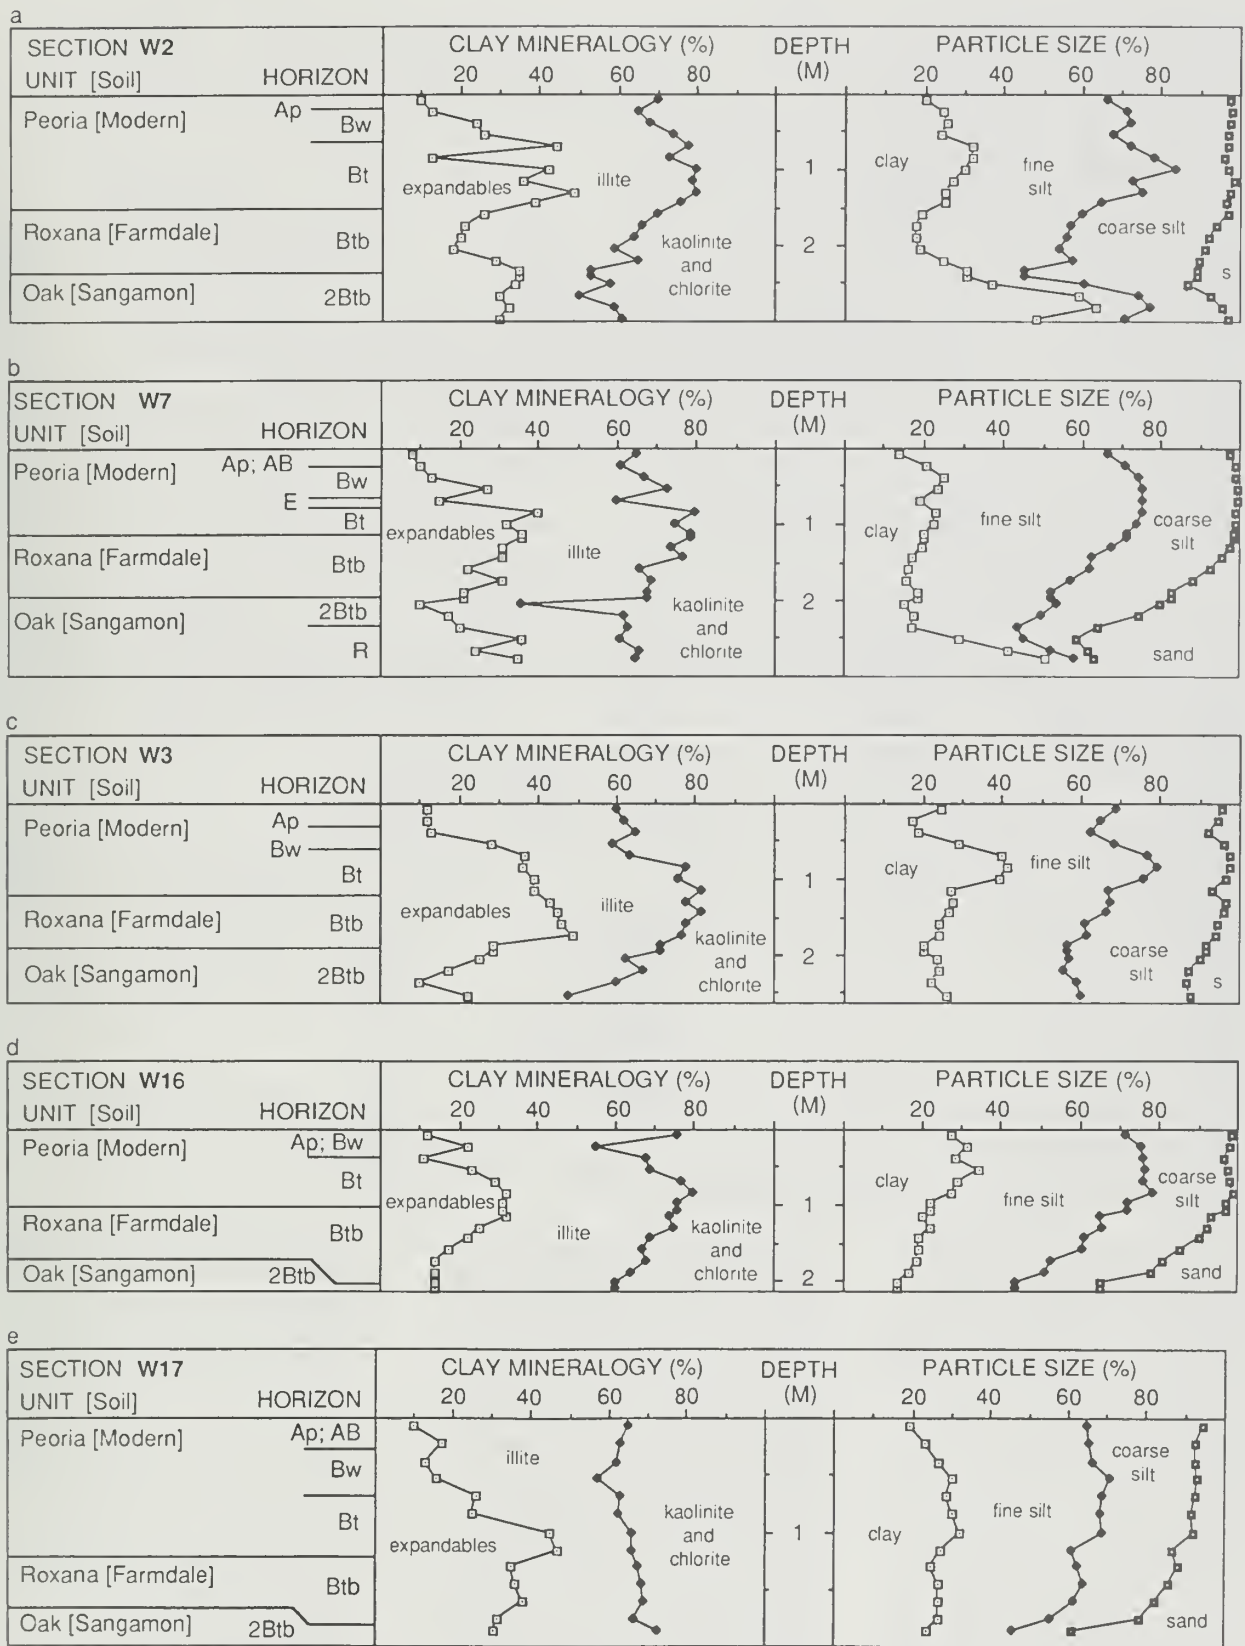 a
SECTION W2 CLAY MINERALOGY (%) DEPTH PARTICLE SIZE (%)
UNIT [Soil] HORIZON 20 40 60 80 (M) 20 40 60 80
Peoria [Modern] Ap
Bw
Bt expandables illite 1 clay fine silt
Roxana [Farmdale] Btb kaolinite and chlorite 2 coarse silt s
Oak [Sangamon] 2Btb
b
SECTION W7 CLAY MINERALOGY (%) DEPTH PARTICLE SIZE (%)
UNIT [Soil] HORIZON 20 40 60 80 (M) 20 40 60 80
Peoria [Modern] Ap; AB
Bw
E
Bt expandables 1 clay fine silt coarse silt
Roxana [Farmdale] Btb illite
Oak [Sangamon] 2Btb kaolinite and chlorite 2
R sand
c
SECTION W3 CLAY MINERALOGY (%) DEPTH PARTICLE SIZE (%)
UNIT [Soil] HORIZON 20 40 60 80 (M) 20 40 60 80
Peoria [Modern] Ap
Bw
Bt 1 clay fine silt
Roxana [Farmdale] Btb expandables illite
Oak [Sangamon] 2Btb kaolinite and chlorite 2 coarse silt s
d
SECTION W16 CLAY MINERALOGY (%) DEPTH PARTICLE SIZE (%)
UNIT [Soil] HORIZON 20 40 60 80 (M) 20 40 60 80
Peoria [Modern] Ap; Bw
Bt expandables 1 clay fine silt coarse silt
Roxana [Farmdale] Btb illite kaolinite and chlorite
Oak [Sangamon] 2Btb 2 sand
e
SECTION W17 CLAY MINERALOGY (%) DEPTH PARTICLE SIZE (%)
UNIT [Soil] HORIZON 20 40 60 80 (M) 20 40 60 80
Peoria [Modern] Ap; AB
Bw illite coarse silt
Bt expandables kaolinite and chlorite 1 clay fine silt
Roxana [Farmdale] Btb
Oak [Sangamon] 2Btb sand